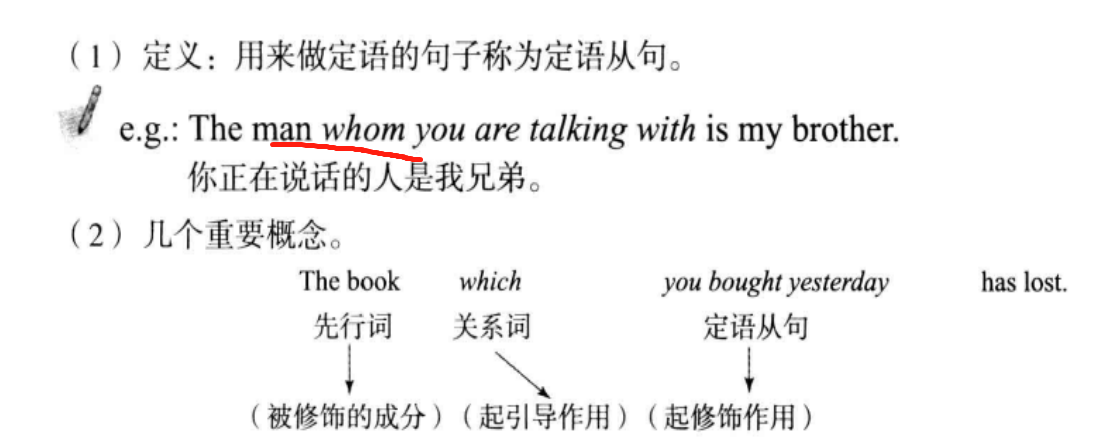 （1）定义：用来做定语的句子称为定语从句。
e.g.: The man whom you are talking with is my brother.
你正在说话的人是我兄弟。
（2）几个重要概念。
The book which you bought yesterday has lost.
先行词 关系词 定语从句
（被修饰的成分）（起引导作用）（起修饰作用）